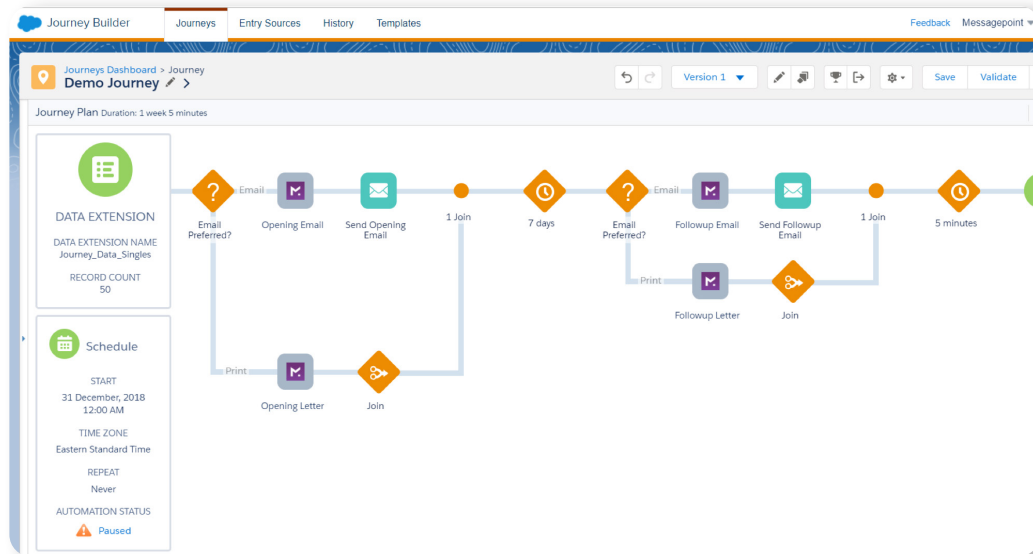 Journey Builder
Journeys
Entry Sources
History
Templates
Feedback
Messagepoint
Journeys Dashboard > Journey
Demo Journey
Version 1
Save
Validate
Journey Plan Duration: 1 week 5 minutes
DATA EXTENSION
DATA EXTENSION NAME
Journey_Data_Singles
RECORD COUNT
50
Schedule
START
31 December, 2018
12:00 AM
TIME ZONE
Eastern Standard Time
REPEAT
Never
AUTOMATION STATUS
Paused
Email
Email
Preferred?
Opening Email
Send Opening
Email
1 Join
7 days
Print
Opening Letter
Join
Email
Email
Preferred?
Followup Email
Send Followup
Email
1 Join
5 minutes
Print
Followup Letter
Join